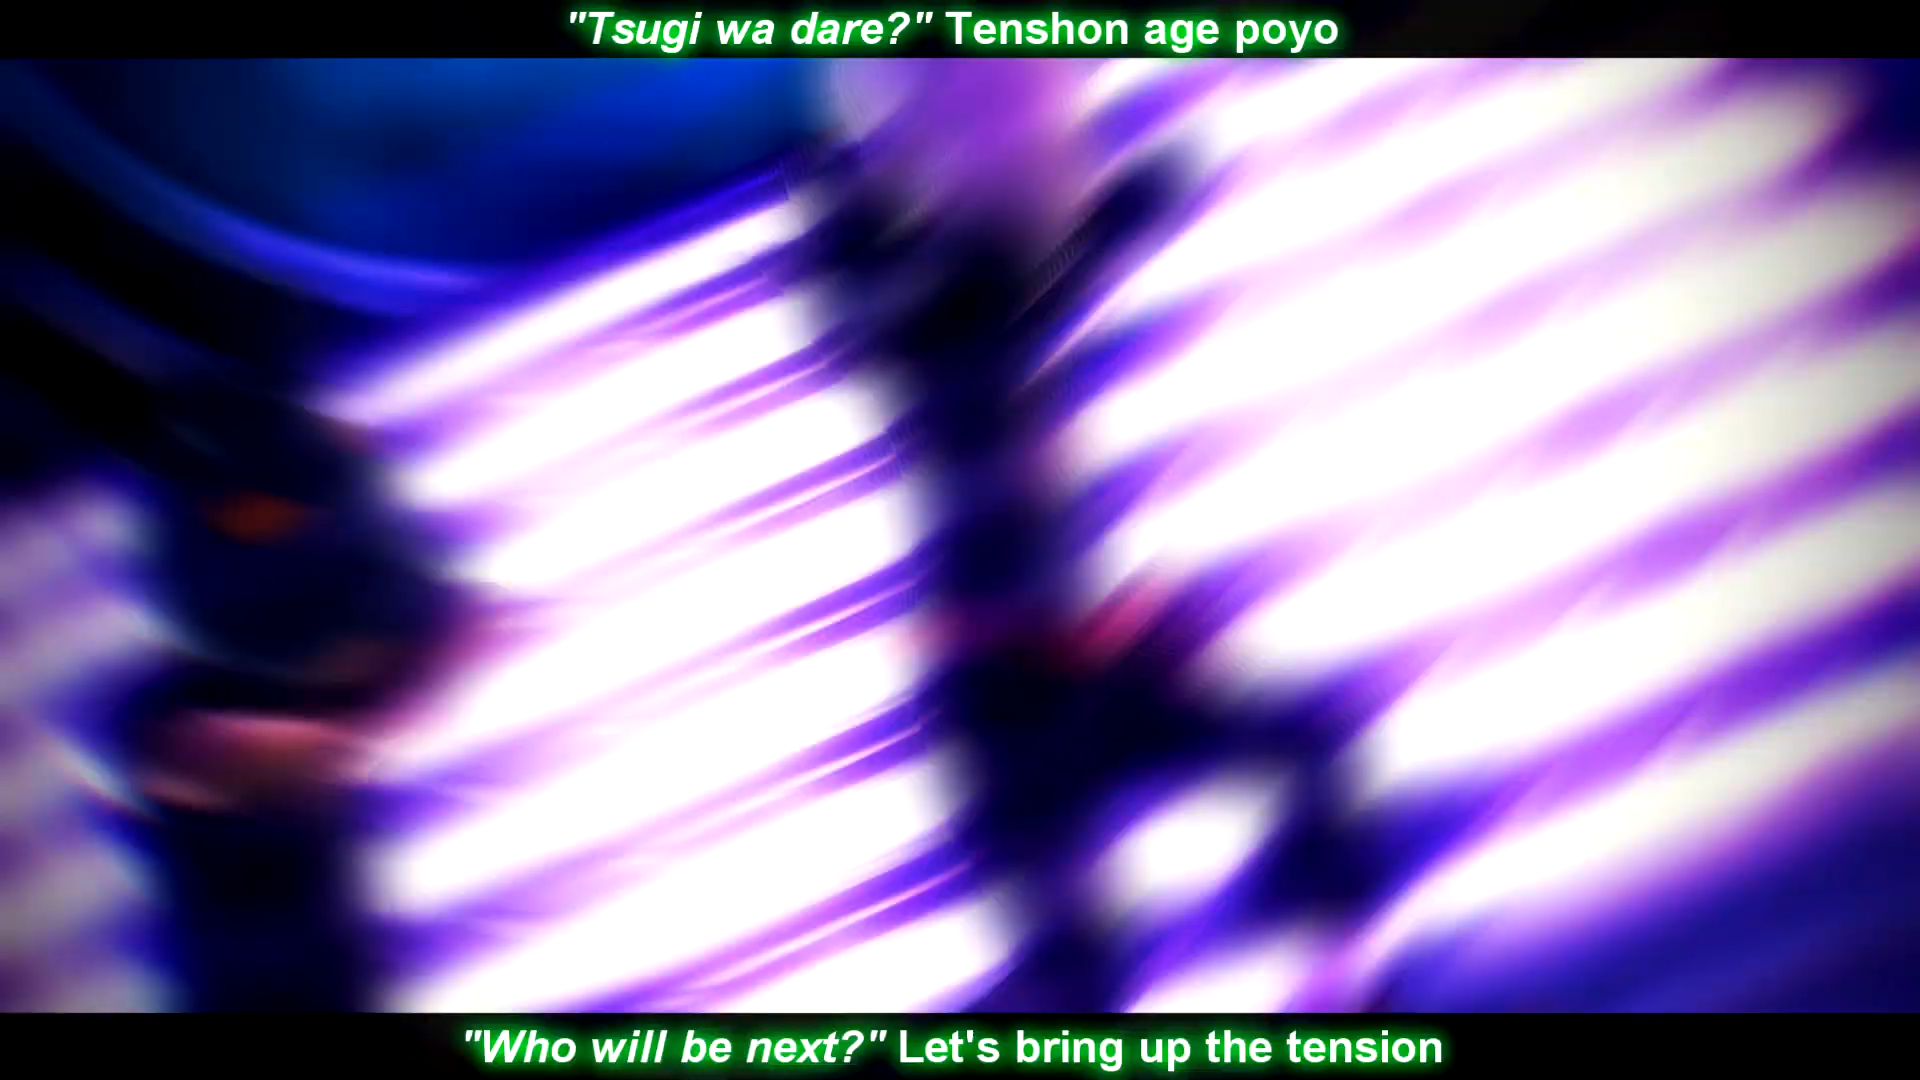 "Tsugi wa dare?" Tenshon age poyo
"Who will be next?" Let's bring up the tension